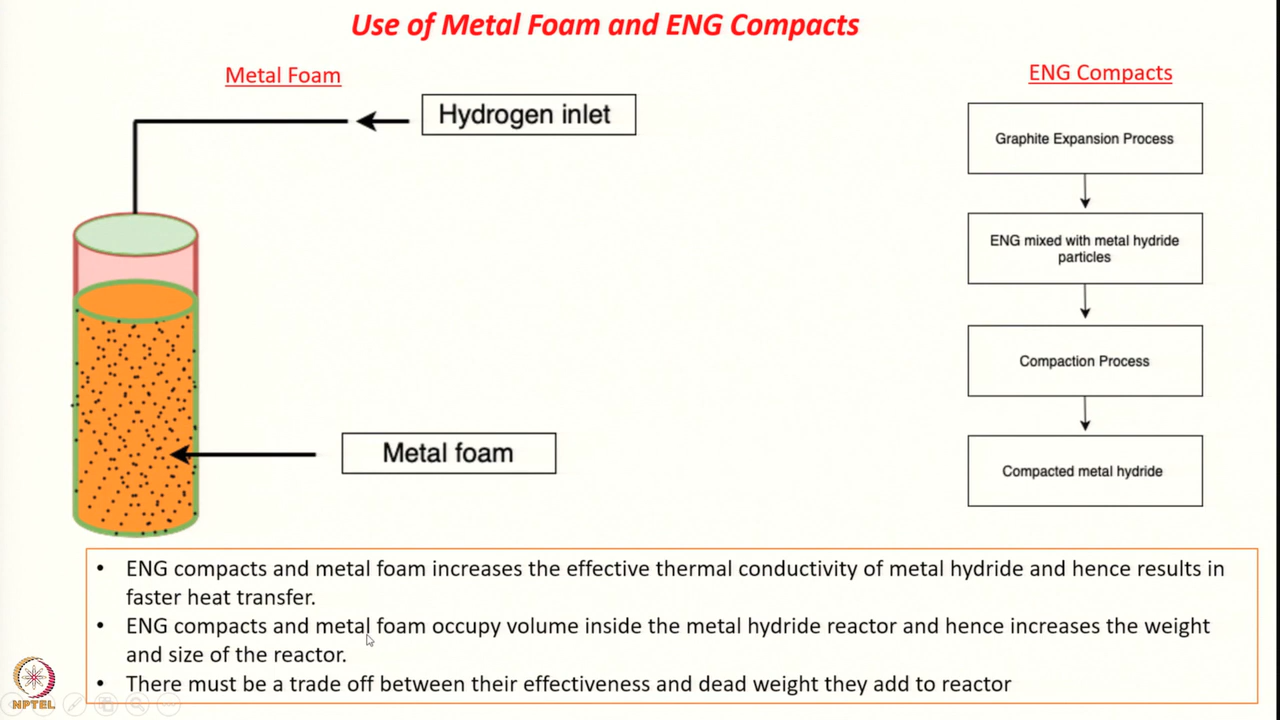 Use of Metal Foam and ENG Compacts
Metal Foam
Hydrogen inlet
Metal foam
ENG Compacts
Graphite Expansion Process
ENG mixed with metal hydride
particles
Compaction Process
Compacted metal hydride
• ENG compacts and metal foam increases the effective thermal conductivity of metal hydride and hence results in
faster heat transfer.
• ENG compacts and metal foam occupy volume inside the metal hydride reactor and hence increases the weight
and size of the reactor.
• There must be a trade off between their effectiveness and dead weight they add to reactor
NPTEL